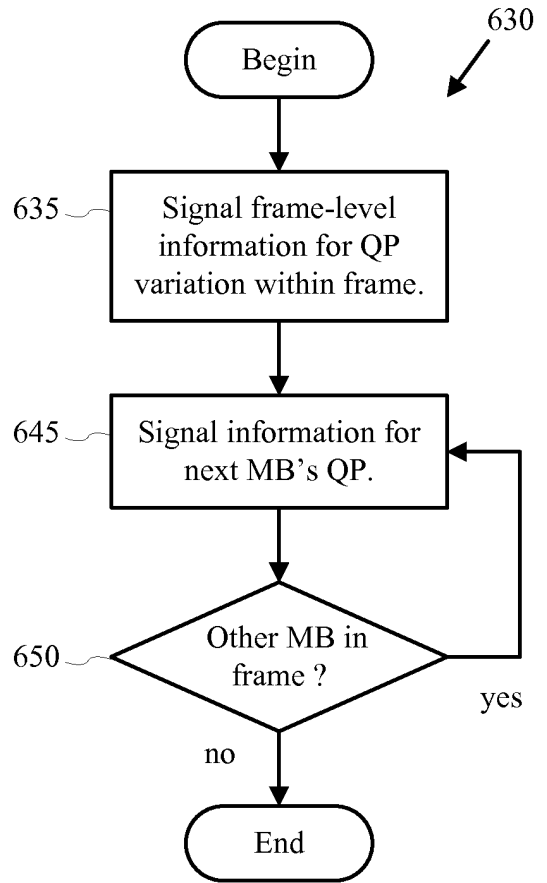 630
Begin
635
Signal frame-level
information for QP
variation within frame.
645
Signal information for
next MB’s QP.
650
Other MB in
frame ?
yes
no
End